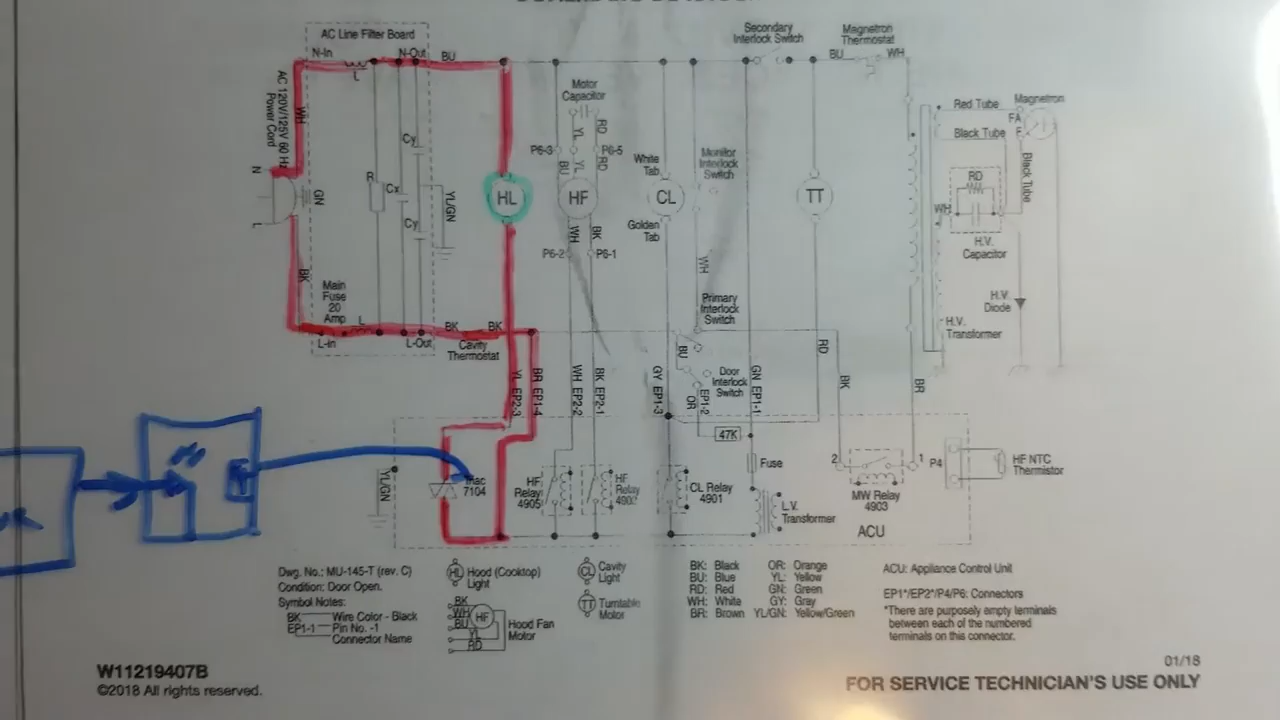 AC Line Filter Board
Secondary
Interlock Switch
Magnetron
Thermostat
N-In
N-Out
BU
BU
WH
L
AC 120V/125V 60 Hz
Power Cord
WH
Motor
Capacitor
YL
RD
Red Tube
Magnetron
FA
Black Tube
F
Cy
P6-3
BU
YL
RD
P6-5
White
Tab
Monitor
Interlock
Switch
Black Tube
N
GN
R
Cx
YL/GN
HL
HF
CL
TT
RD
WH
L
Cy
Golden
Tab
H.V.
Capacitor
WH
BK
P6-2
P6-1
WH
BK
Main
Fuse
20
Amp
L
Primary
Interlock
Switch
H.V.
Diode
BK
BK
H.V.
Transformer
L-In
L-Out
Cavity
Thermostat
BU
RD
YL EP2-3
BR EP1-4
WH EP2-2
BK EP2-1
GY EP1-3
Door
Interlock
Switch
OR EP1-2
GN EP1-1
BK
BR
47K
YL/GN
7104
HF
Relay
4905
HF
Relay
CL Relay
4901
Fuse
2
1
P4
HF NTC
Thermistor
MW Relay
4903
L.V.
Transformer
ACU
Dwg. No.: MU-145-T (rev. C)
Condition: Door Open.
Symbol Notes:
BK Wire Color - Black
EP1-1 Pin No. -1
Connector Name
HL Hood (Cooktop)
Light
BK
WH
BU
YL
RD
HF
Hood Fan
Motor
CL Cavity
Light
TT Turntable
Motor
BK: Black
BU: Blue
RD: Red
WH: White
BR: Brown
OR: Orange
YL: Yellow
GN: Green
GY: Gray
YL/GN: Yellow/Green
ACU: Appliance Control Unit
EP1*/EP2*/P4/P6: Connectors
*There are purposely empty terminals
between each of the numbered
terminals on this connector.
W11219407B
©2018 All rights reserved.
01/18
FOR SERVICE TECHNICIAN'S USE ONLY